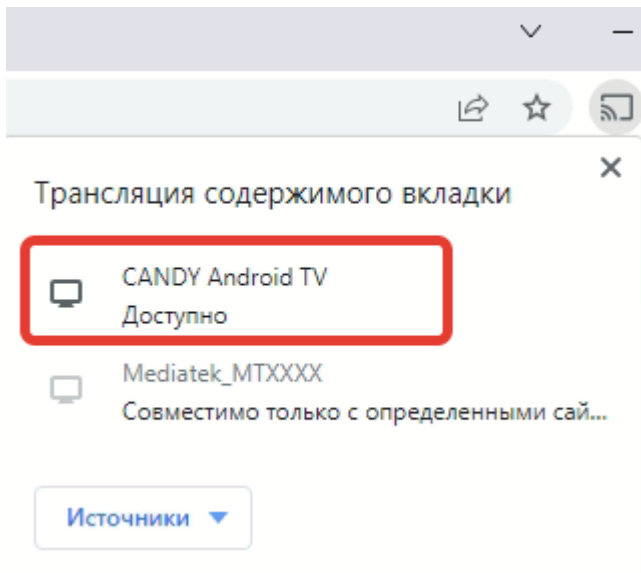 Трансляция содержимого вкладки
CANDY Android TV
Доступно
Mediatek_MTXXXX
Совместимо только с определенными сай...
Источники